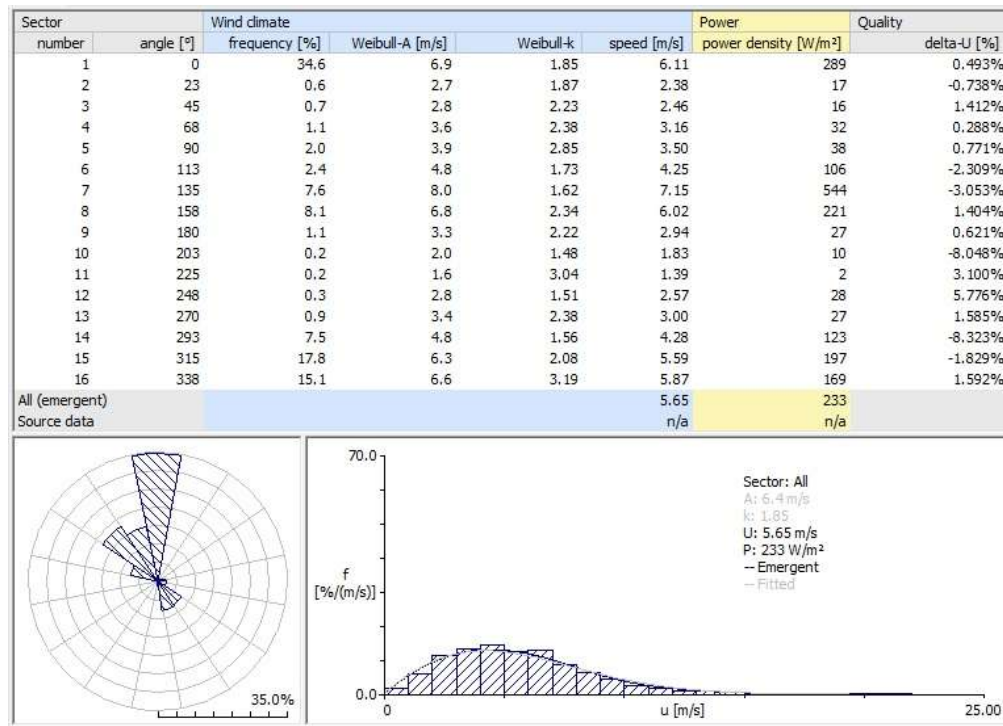 Sector Wind climate Power Quality
number angle [°] frequency [%] Weibull-A [m/s] Weibull-k speed [m/s] power density [W/m²] delta-U [%]
1 0 34.6 6.9 1.85 6.11 289 0.493%
2 23 0.6 2.7 1.87 2.38 17 -0.738%
3 45 0.7 2.8 2.23 2.46 16 1.412%
4 68 1.1 3.6 2.38 3.16 32 0.288%
5 90 2.0 3.9 2.85 3.50 38 0.771%
6 113 2.4 4.8 1.73 4.25 106 -2.309%
7 135 7.6 8.0 1.62 7.15 544 -3.053%
8 158 8.1 6.8 2.34 6.02 221 1.404%
9 180 1.1 3.3 2.22 2.94 27 0.621%
10 203 0.2 2.0 1.48 1.83 10 -8.048%
11 225 0.2 1.6 3.04 1.39 2 3.100%
12 248 0.3 2.8 1.51 2.57 28 5.776%
13 270 0.9 3.4 2.38 3.00 27 1.585%
14 293 7.5 4.8 1.56 4.28 123 -8.323%
15 315 17.8 6.3 2.08 5.59 197 -1.829%
16 338 15.1 6.6 3.19 5.87 169 1.592%
All (emergent) 5.65 233
Source data n/a n/a
35.0%
70.0
f
[%/(m/s)]
0.0
0 u [m/s] 25.00
Sector: All
A: 6.4 m/s
k: 1.85
U: 5.65 m/s
P: 233 W/m²
-- Emergent
-- Fitted